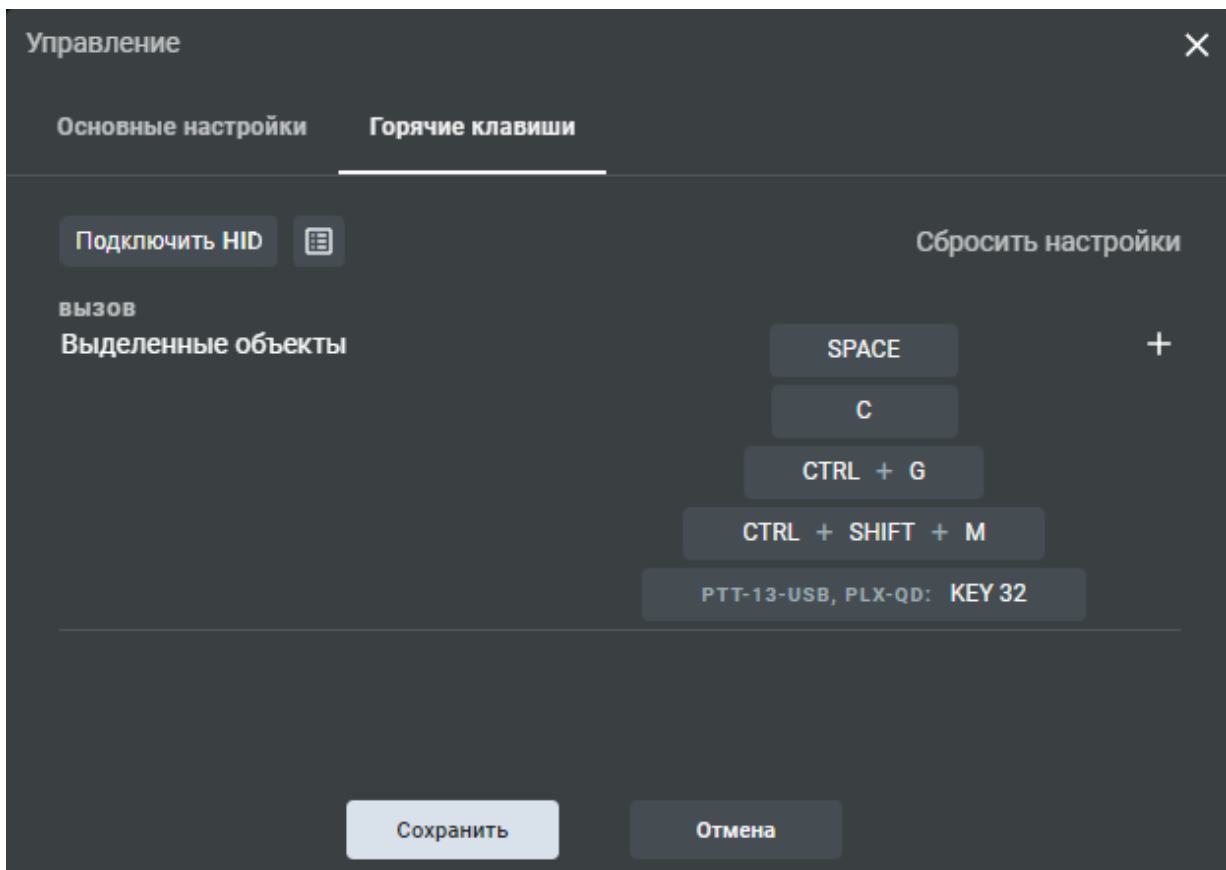 Управление
Основные настройки Горячие клавиши
Подключить HID Сбросить настройки
ВЫЗОВ
Выделенные объекты SPACE +
C
CTRL + G
CTRL + SHIFT + M
PTT-13-USB, PLX-QD: KEY 32
Сохранить Отмена